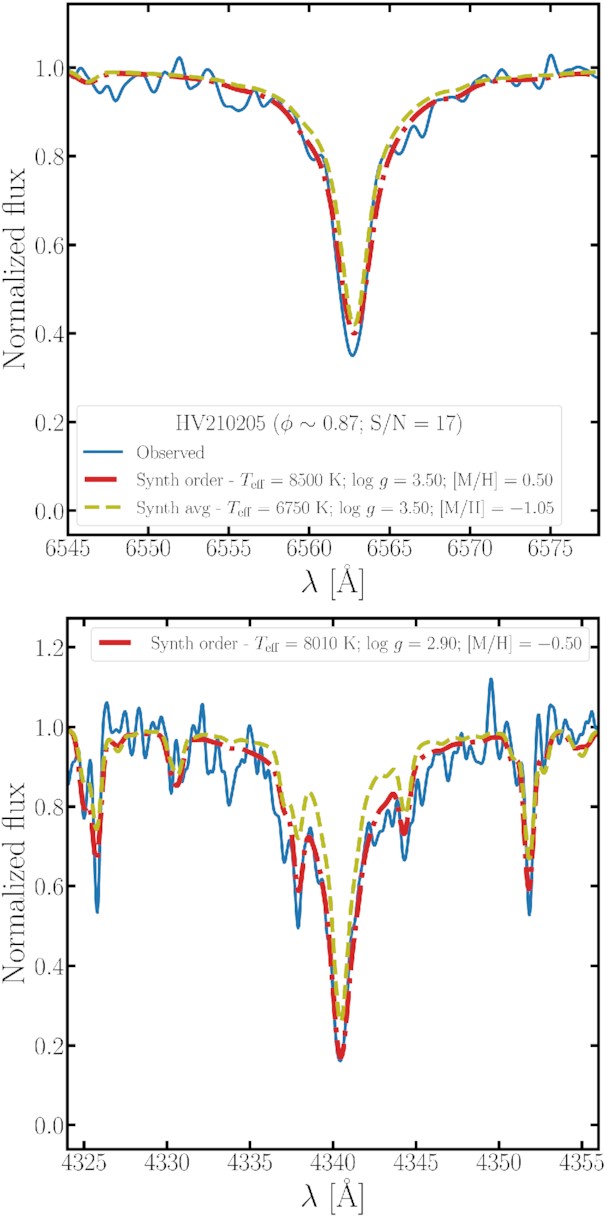 Normalized flux
1.0
0.8
0.6
0.4
0.2
0.0
HV210205 (ϕ ∼ 0.87; S/N = 17)
Observed
Synth order - Teff = 8500 K; log g = 3.50; [M/H] = 0.50
Synth avg - Teff = 6750 K; log g = 3.50; [M/H] = −1.05
6545 6550 6555 6560 6565 6570 6575
λ [Å]
Normalized flux
1.2
1.0
0.8
0.6
0.4
0.2
0.0
Synth order - Teff = 8010 K; log g = 2.90; [M/H] = −0.50
4325 4330 4335 4340 4345 4350 4355
λ [Å]